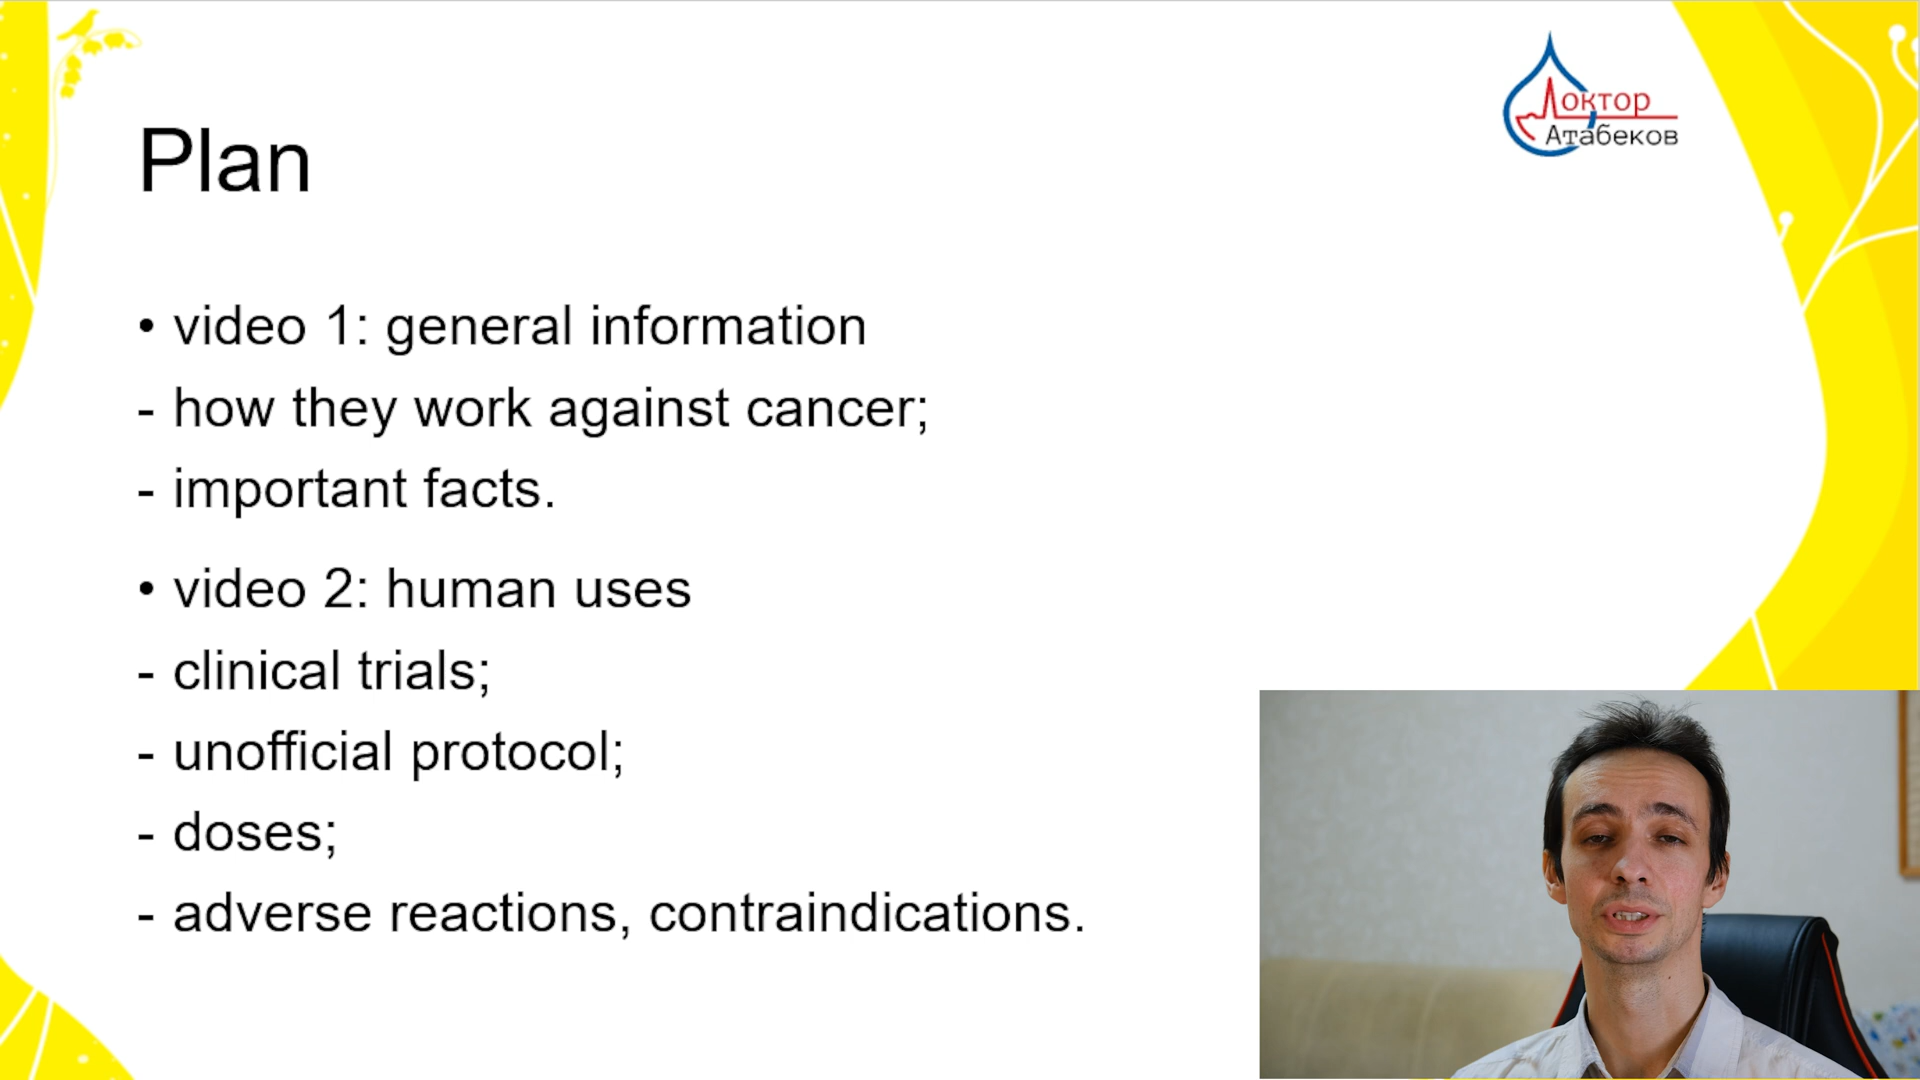 Доктор
Атабеков
Plan
• video 1: general information
- how they work against cancer;
- important facts.
• video 2: human uses
- clinical trials;
- unofficial protocol;
- doses;
- adverse reactions, contraindications.